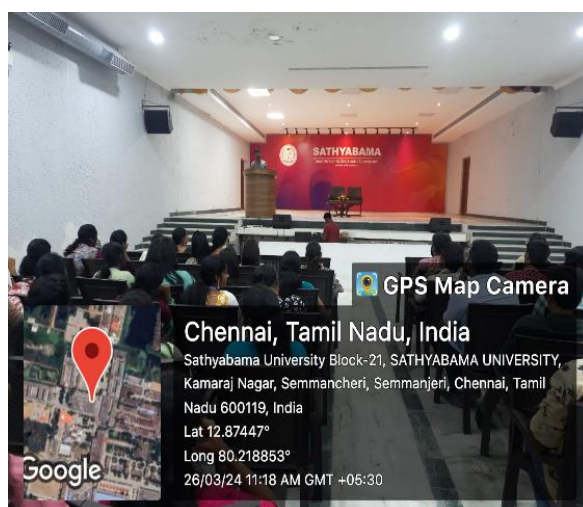 SATHYABAMA
GPS Map Camera
Chennai, Tamil Nadu, India
Sathyabama University Block-21, SATHYABAMA UNIVERSITY,
Kamaraj Nagar, Semmancheri, Semmanjeri, Chennai, Tamil
Nadu 600119, India
Lat 12.87447°
Long 80.218853°
26/03/24 11:18 AM GMT +05:30
Google